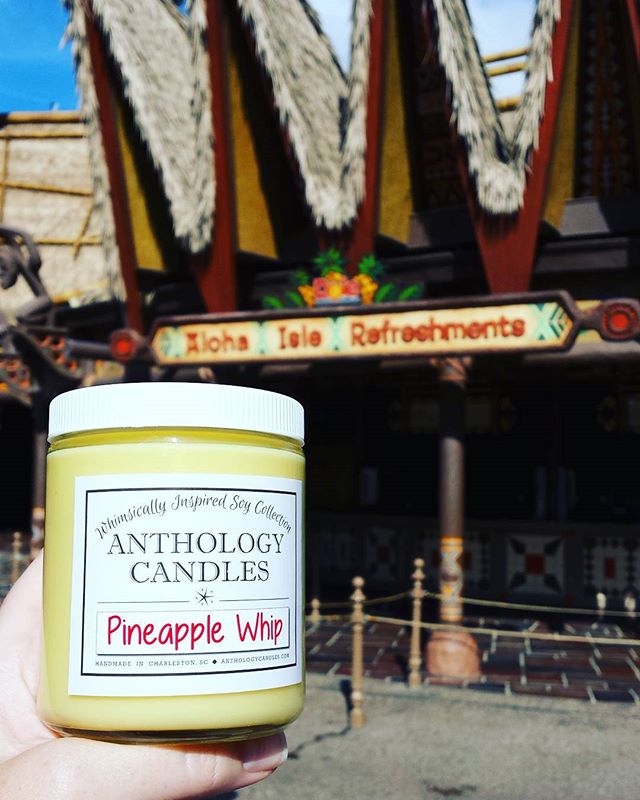 Aloha Isle Refreshments
Whimsically Inspired Soy Collection
ANTHOLOGY
CANDLES
Pineapple Whip
HANDMADE IN CHARLESTON, SC ◆ ANTHOLOGYCANDLES.COM